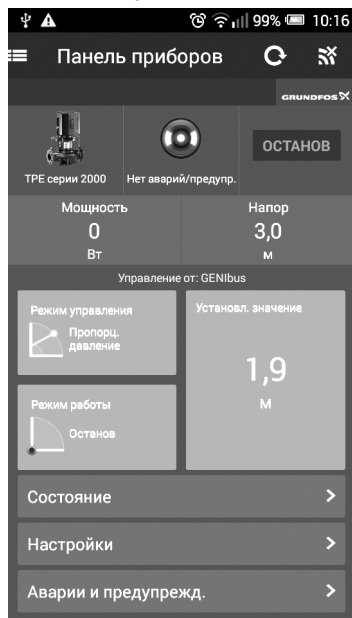 99% 10:16
Панель приборов
GRUNDFOS
TPE серии 2000
Нет аварий/предупр.
ОСТАНОВ
Мощность
0
Вт
Напор
3,0
м
Управление от: GENIbus
Режим управления
Пропорц.
давление
Установл. значение
1,9
м
Режим работы
Останов
Состояние
Настройки
Аварии и предупрежд.